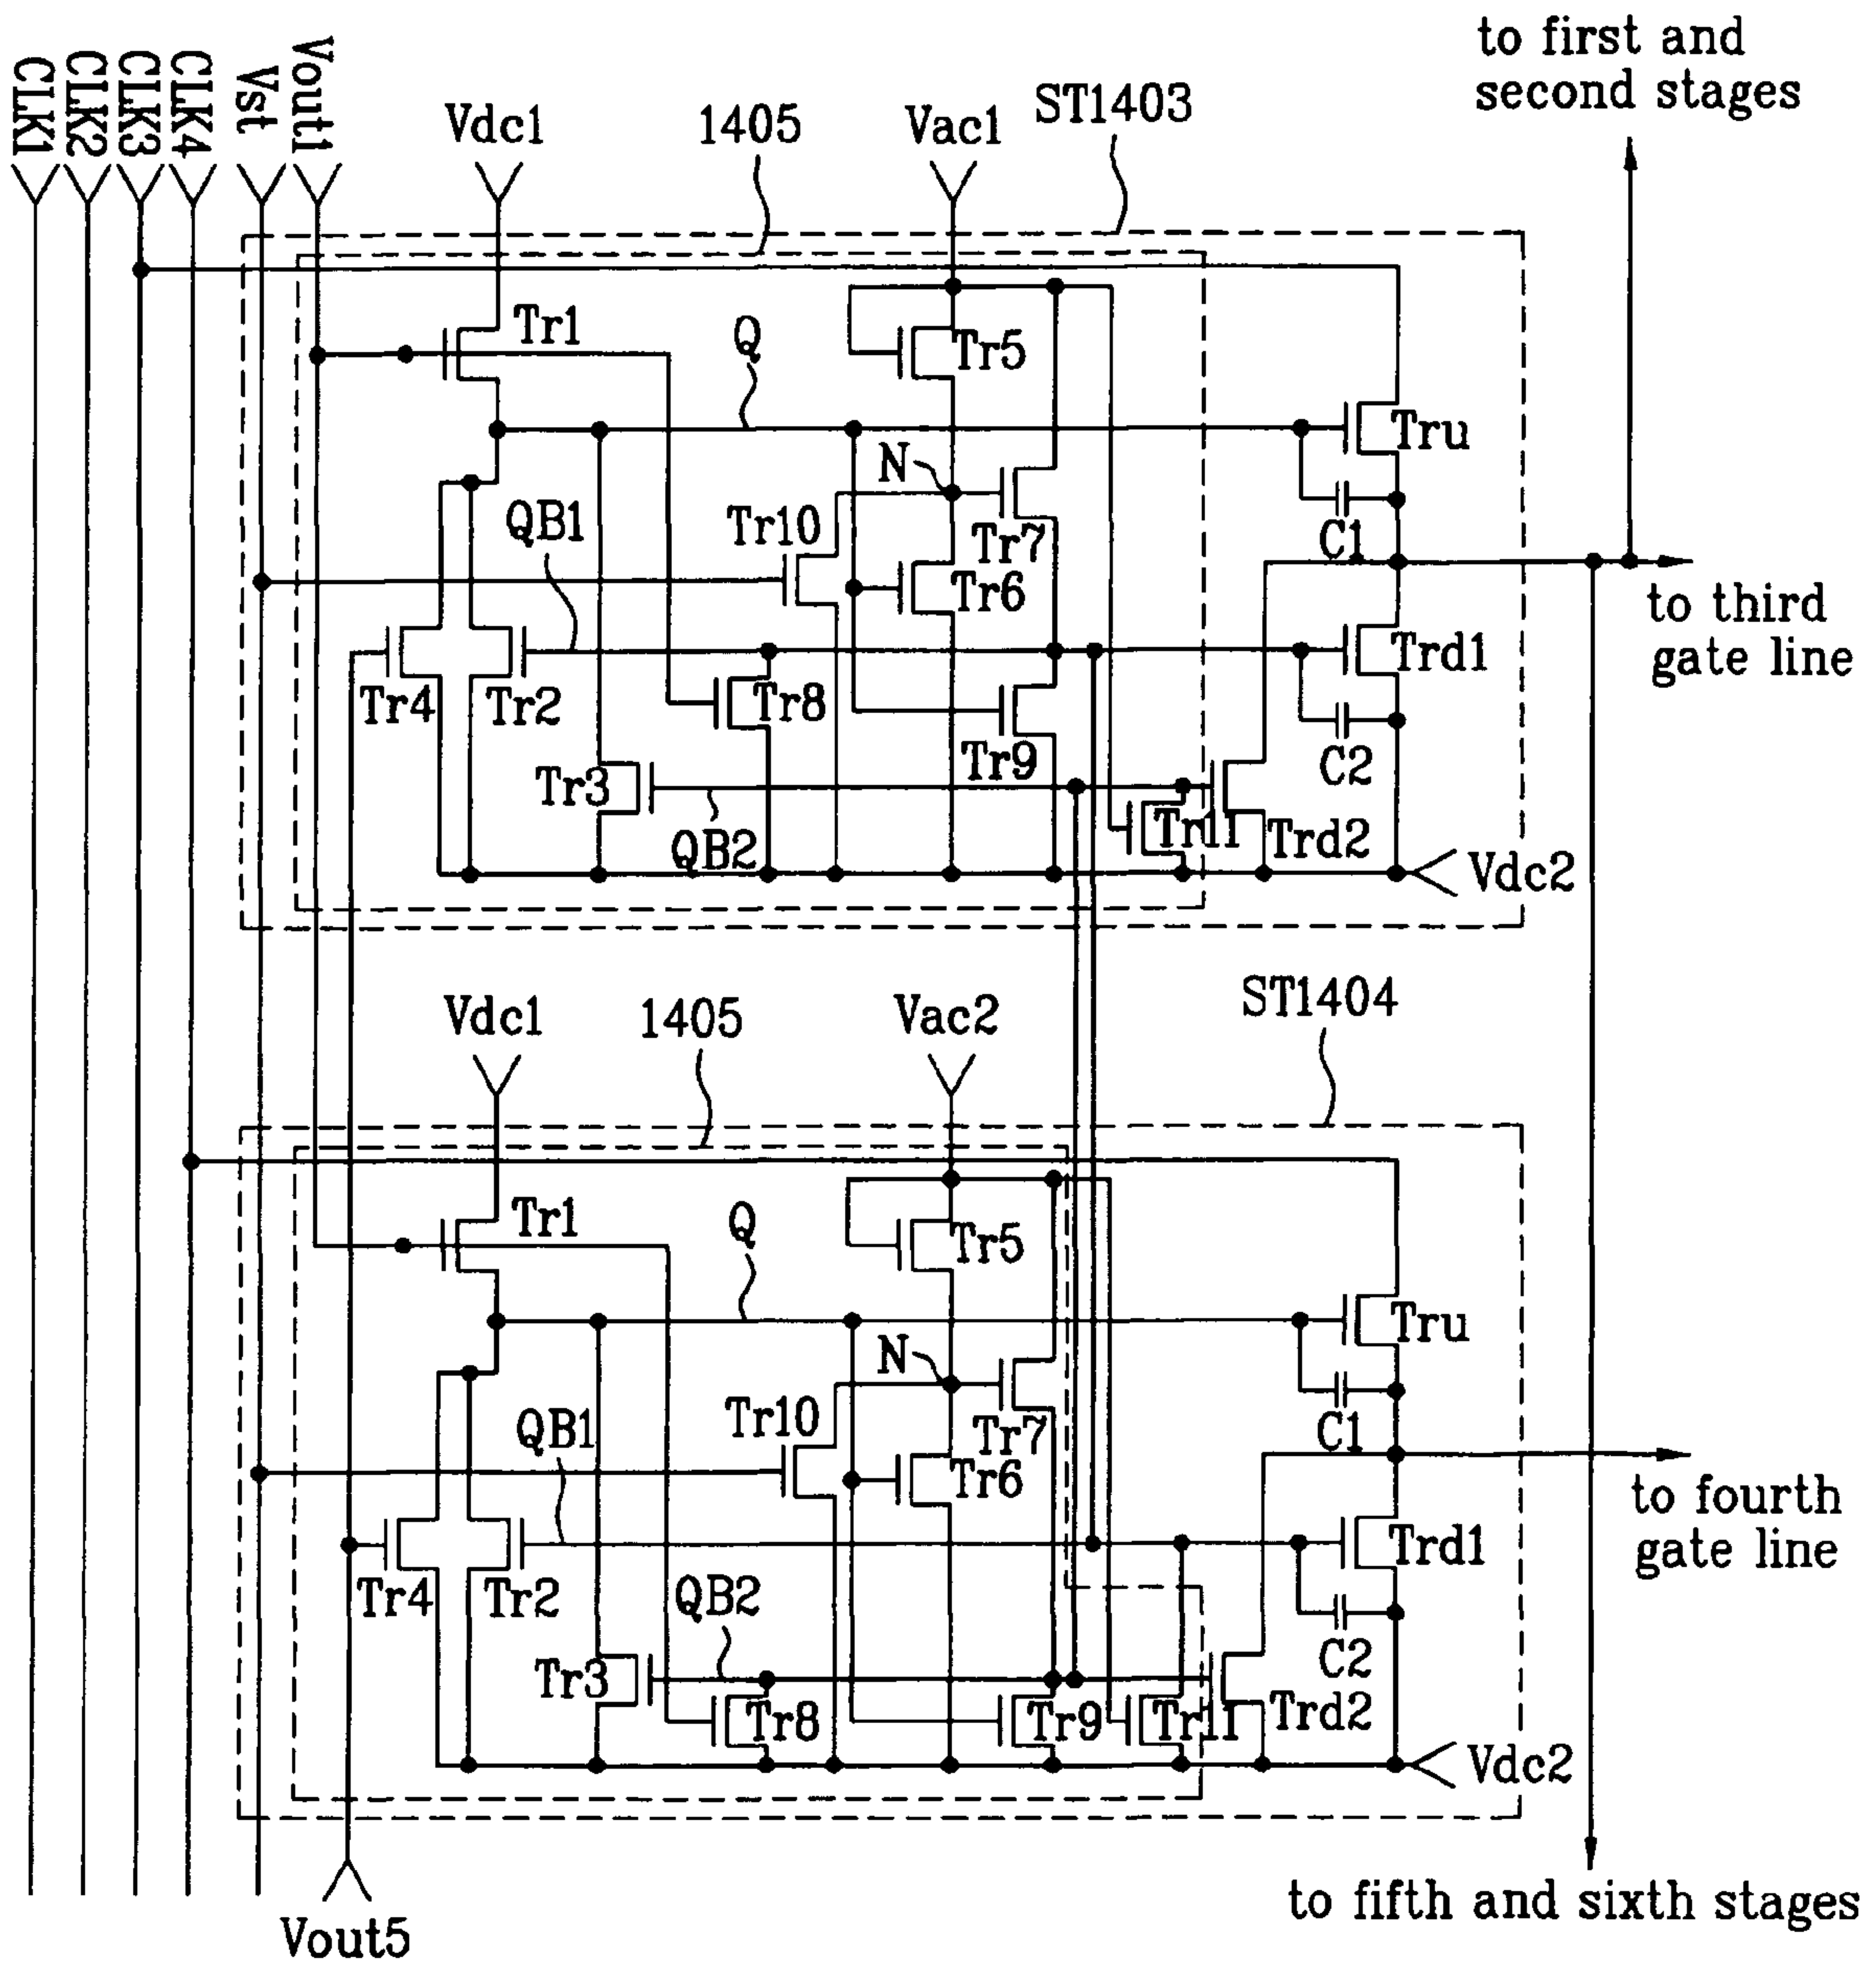 CLK1
CLK2
CLK3
CLK4
Vst
Vout1
Vdc1
1405
Vac1
ST1403
to first and
second stages
Tr1
Q
Tr5
Tru
N
QB1
Tr10
Tr7
C1
Tr6
to third
gate line
Trd1
Tr4
Tr2
Tr8
Tr9
C2
Tr3
QB2
Tr11
Trd2
Vdc2
Vdc1
1405
Vac2
ST1404
Tr1
Q
Tr5
Tru
N
QB1
Tr10
Tr7
C1
Tr6
to fourth
gate line
Trd1
Tr4
Tr2
QB2
C2
Tr3
Tr8
Tr9
Tr11
Trd2
Vdc2
to fifth and sixth stages
Vout5